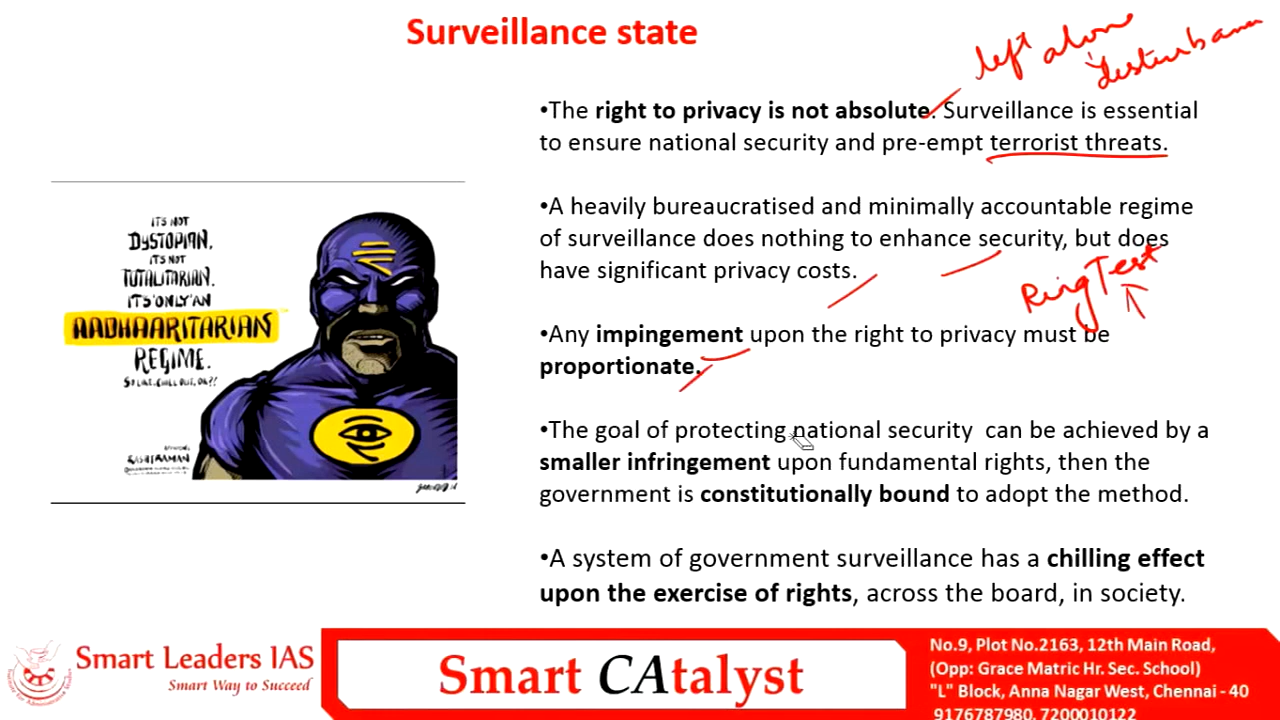 Surveillance state
left alone
disturbance
•The right to privacy is not absolute. Surveillance is essential
to ensure national security and pre-empt terrorist threats.
•A heavily bureaucratised and minimally accountable regime
of surveillance does nothing to enhance security, but does
have significant privacy costs.
Ring Test
•Any impingement upon the right to privacy must be
proportionate.
•The goal of protecting national security can be achieved by a
smaller infringement upon fundamental rights, then the
government is constitutionally bound to adopt the method.
•A system of government surveillance has a chilling effect
upon the exercise of rights, across the board, in society.
IT'S NOT
DYSTOPIAN.
IT'S NOT
TOTALITARIAN.
IT'S ONLY AN
AADHAARITARIAN
REGIME.
SO LIKE, CHILL OUT, OK?!
RASHTRAMAN
Smart Leaders IAS
Smart Way to Succeed
Smart CAtalyst
No.9, Plot No.2163, 12th Main Road,
(Opp: Grace Matric Hr. Sec. School)
"L" Block, Anna Nagar West, Chennai - 40
9176787980, 7200010122